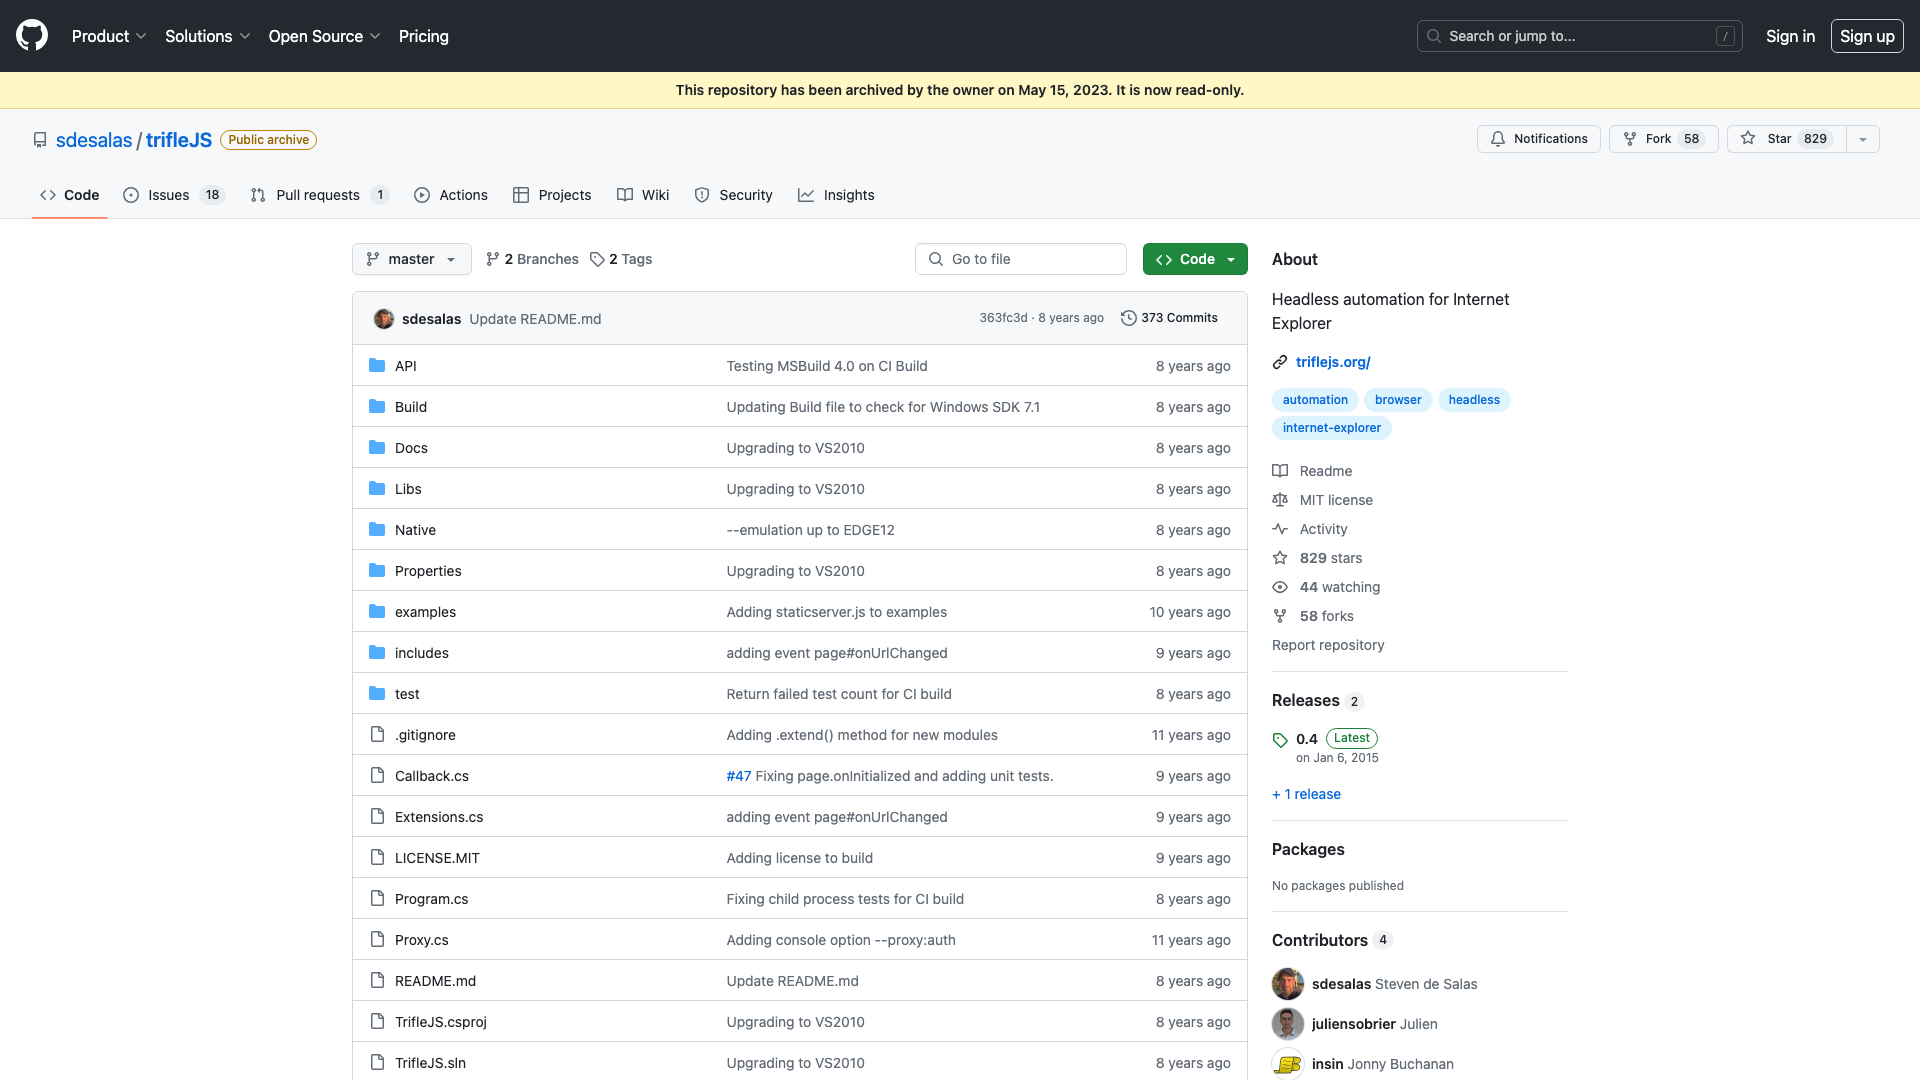 Product Solutions Open Source Pricing Search or jump to... / Sign in Sign up
This repository has been archived by the owner on May 15, 2023. It is now read-only.
sdesalas / trifleJS Public archive Notifications Fork 58 Star 829
Code Issues 18 Pull requests 1 Actions Projects Wiki Security Insights
master 2 Branches 2 Tags Go to file Code
sdesalas Update README.md 363fc3d · 8 years ago 373 Commits
API Testing MSBuild 4.0 on CI Build 8 years ago
Build Updating Build file to check for Windows SDK 7.1 8 years ago
Docs Upgrading to VS2010 8 years ago
Libs Upgrading to VS2010 8 years ago
Native --emulation up to EDGE12 8 years ago
Properties Upgrading to VS2010 8 years ago
examples Adding staticserver.js to examples 10 years ago
includes adding event page#onUrlChanged 9 years ago
test Return failed test count for CI build 8 years ago
.gitignore Adding .extend() method for new modules 11 years ago
Callback.cs #47 Fixing page.onInitialized and adding unit tests. 9 years ago
Extensions.cs adding event page#onUrlChanged 9 years ago
LICENSE.MIT Adding license to build 9 years ago
Program.cs Fixing child process tests for CI build 8 years ago
Proxy.cs Adding console option --proxy:auth 11 years ago
README.md Update README.md 8 years ago
TrifleJS.csproj Upgrading to VS2010 8 years ago
TrifleJS.sln Upgrading to VS2010 8 years ago
About
Headless automation for Internet
Explorer
triflejs.org/
automation browser headless
internet-explorer
Readme
MIT license
Activity
829 stars
44 watching
58 forks
Report repository
Releases 2
0.4 Latest
on Jan 6, 2015
+ 1 release
Packages
No packages published
Contributors 4
sdesalas Steven de Salas
juliensobrier Julien
insin Jonny Buchanan